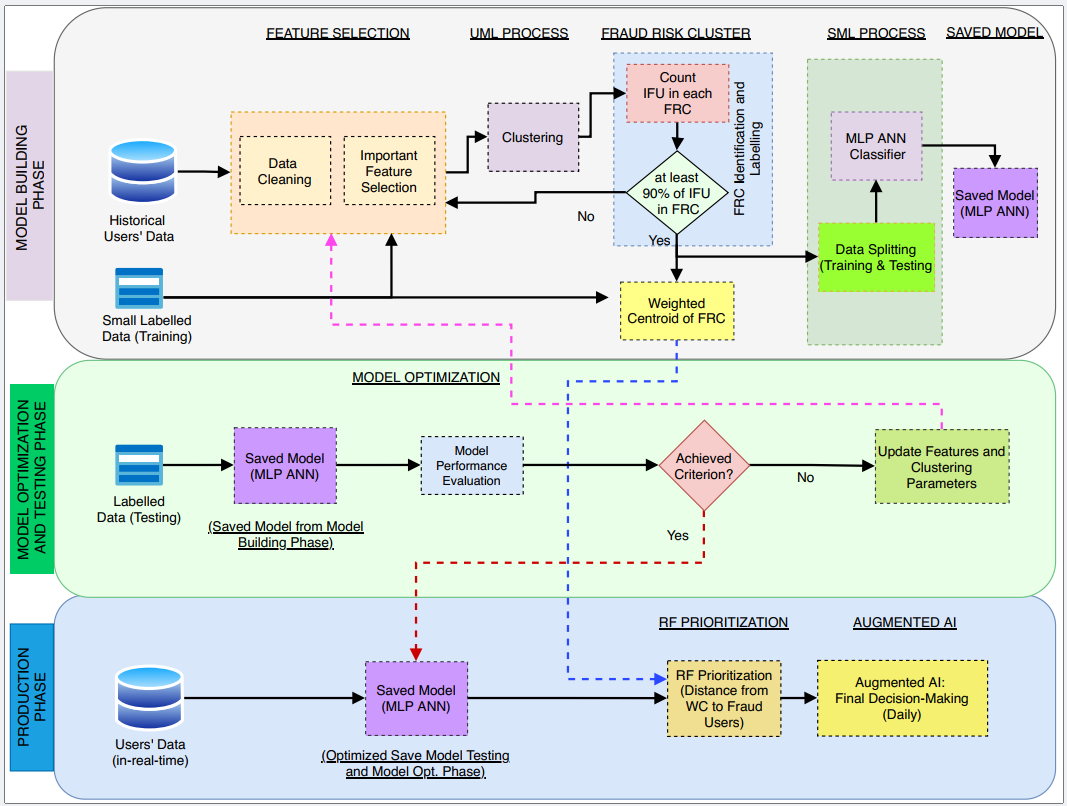 FEATURE SELECTION
UML PROCESS
FRAUD RISK CLUSTER
SML PROCESS
SAVED MODEL
MODEL BUILDING
PHASE
Historical
Users' Data
Data
Cleaning
Important
Feature
Selection
Clustering
Count
IFU in each
FRC
at least
90% of IFU
in FRC
FRC Identification and
Labelling
No
Yes
MLP ANN
Classifier
Saved Model
(MLP ANN)
Data Splitting
(Training & Testing
Small Labelled
Data (Training)
Weighted
Centroid of FRC
MODEL OPTIMIZATION
AND TESTING PHASE
MODEL OPTIMIZATION
Labelled
Data (Testing)
Saved Model
(MLP ANN)
(Saved Model from Model
Building Phase)
Model
Performance
Evaluation
Achieved
Criterion?
No
Yes
Update Features and
Clustering
Parameters
PRODUCTION
PHASE
RF PRIORITIZATION
AUGMENTED AI
Users' Data
(in-real-time)
Saved Model
(MLP ANN)
(Optimized Save Model Testing
and Model Opt. Phase)
RF Prioritization
(Distance from
WC to Fraud
Users)
Augmented AI:
Final Decision-Making
(Daily)